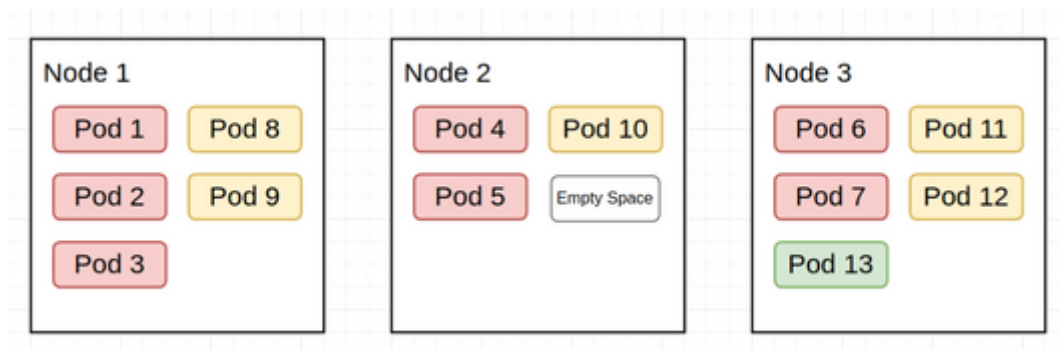 Node 1
Pod 1
Pod 8
Pod 2
Pod 9
Pod 3
Node 2
Pod 4
Pod 10
Pod 5
Empty Space
Node 3
Pod 6
Pod 11
Pod 7
Pod 12
Pod 13